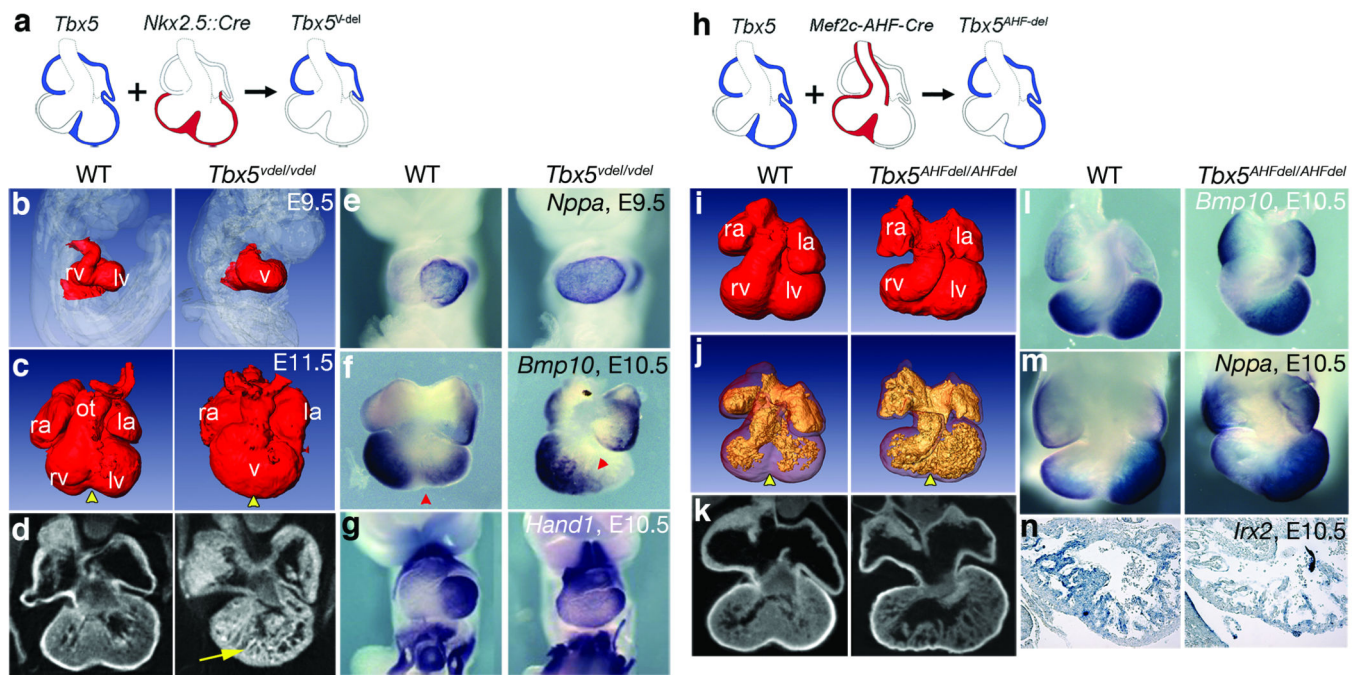 a
Tbx5 Nkx2.5::Cre Tbx5V-del
+
WT Tbx5vdel/vdel WT Tbx5vdel/vdel
b E9.5
rv lv v
c E11.5
ra ot la ra la
rv lv v
d
e Nppa, E9.5
f Bmp10, E10.5
g Hand1, E10.5
h
Tbx5 Mef2c-AHF-Cre Tbx5AHF-del
+
WT Tbx5AHFdel/AHFdel WT Tbx5AHFdel/AHFdel
i
ra la ra la
rv lv rv lv
j
k
l Bmp10, E10.5
m Nppa, E10.5
n Irx2, E10.5